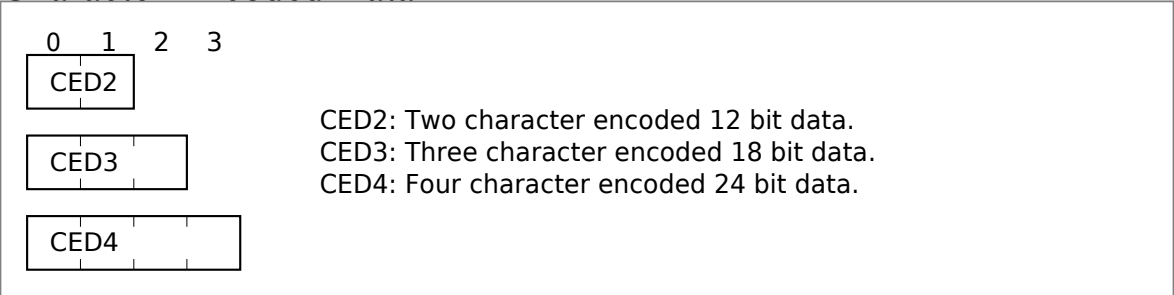 0 1 2 3
CED2
CED2: Two character encoded 12 bit data.
CED3: Three character encoded 18 bit data.
CED3
CED4: Four character encoded 24 bit data.
CED4